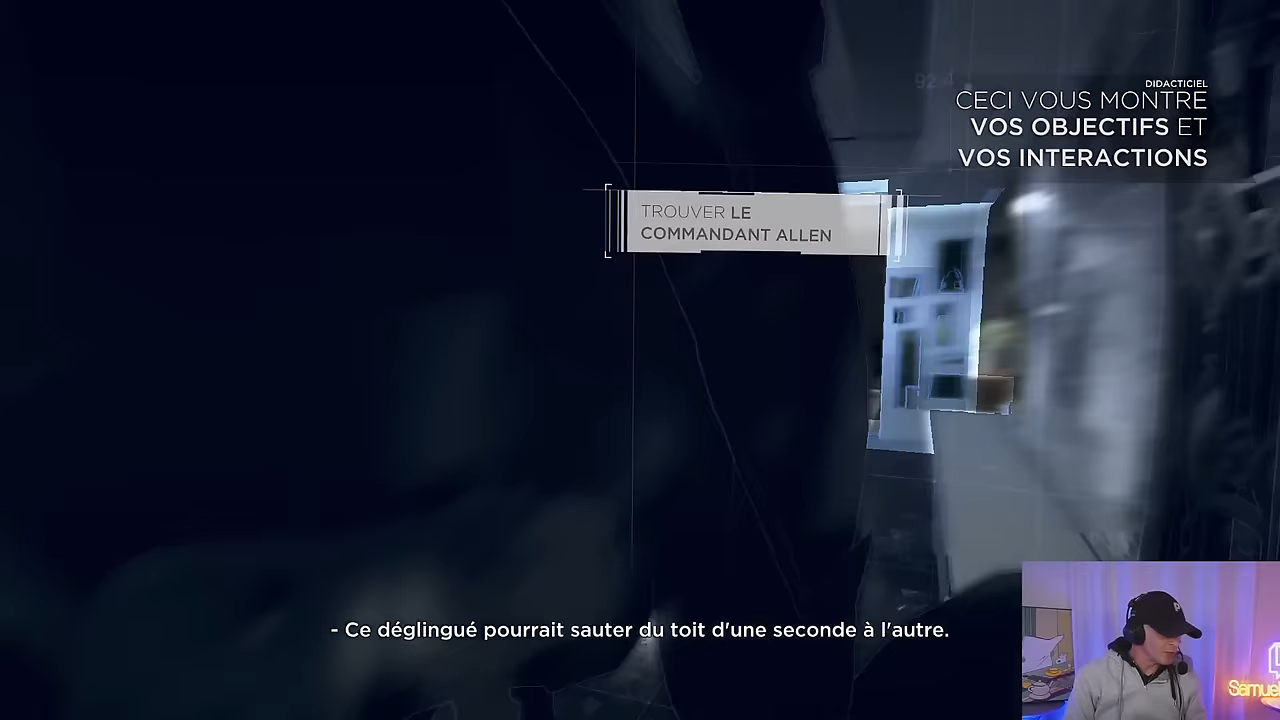 DIDACTICIEL
CECI VOUS MONTRE
VOS OBJECTIFS ET
VOS INTERACTIONS
TROUVER LE
COMMANDANT ALLEN
- Ce déglingué pourrait sauter du toit d'une seconde à l'autre.
Samuel